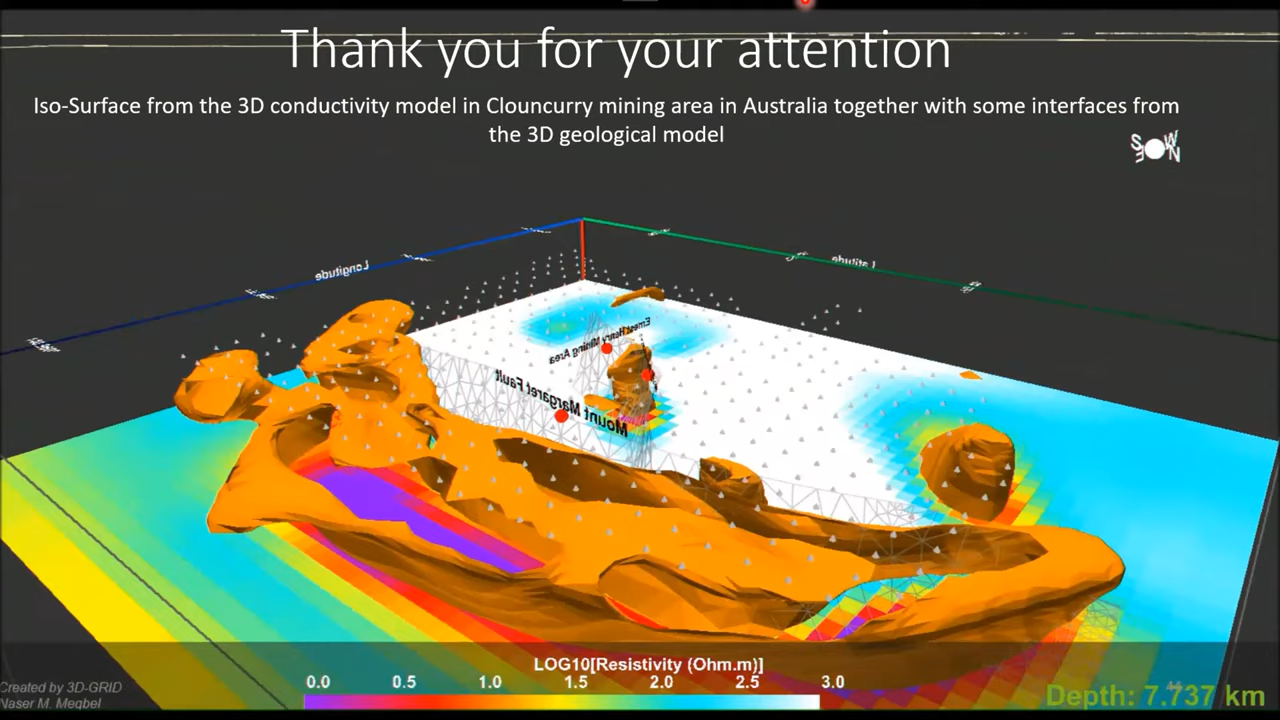 Thank you for your attention
Iso-Surface from the 3D conductivity model in Clouncurry mining area in Australia together with some interfaces from
the 3D geological model
S W
E N
Longitude
Latitude
Ernest Henry Mining Area
Mount Margaret Fault
LOG10[Resistivity (Ohm.m)]
0.0 0.5 1.0 1.5 2.0 2.5 3.0
Created by 3D-GRID
Naser M. Meqbel
Depth: 7.737 km